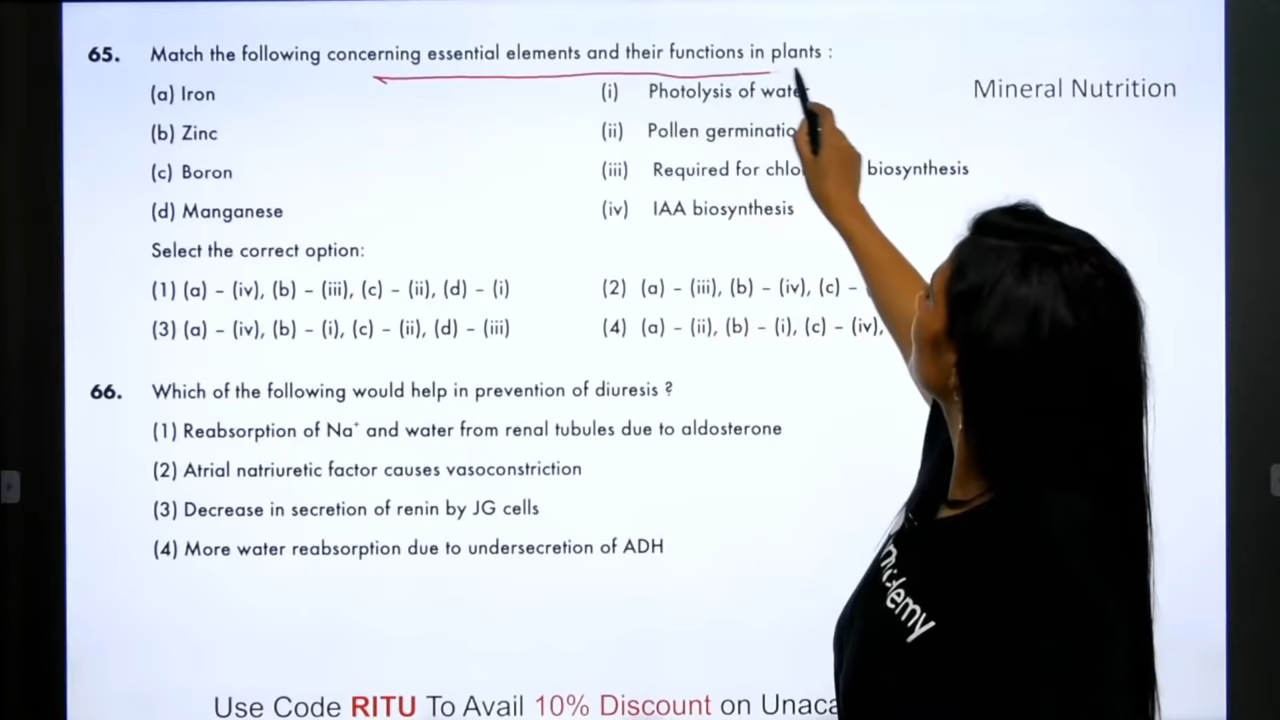 65. Match the following concerning essential elements and their functions in plants :
Mineral Nutrition
(a) Iron (i) Photolysis of water
(b) Zinc (ii) Pollen
(c) Boron (iii) Required for biosynthesis
(d) Manganese (iv) IAA biosynthesis
Select the correct option:
(1) (a) – (iv), (b) – (iii), (c) – (ii), (d) – (i) (2) (a) – (iii), (b) – (iv), (c) –
(3) (a) – (iv), (b) – (i), (c) – (ii), (d) – (iii) (4) (a) – (ii), (b) – (i), (c) – (iv),
66. Which of the following would help in prevention of diuresis ?
(1) Reabsorption of Na⁺ and water from renal tubules due to aldosterone
(2) Atrial natriuretic factor causes vasoconstriction
(3) Decrease in secretion of renin by JG cells
(4) More water reabsorption due to undersecretion of ADH
Use Code RITU To Avail 10% Discount on